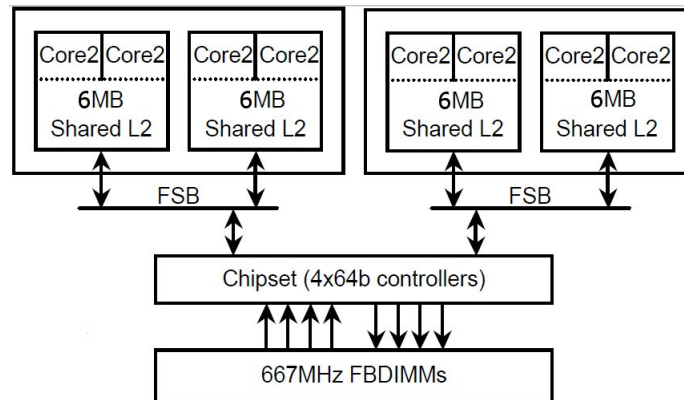 Core2 Core2 Core2 Core2 Core2 Core2 Core2 Core2
6MB 6MB 6MB 6MB
Shared L2 Shared L2 Shared L2 Shared L2
FSB FSB
Chipset (4x64b controllers)
667MHz FBDIMMs